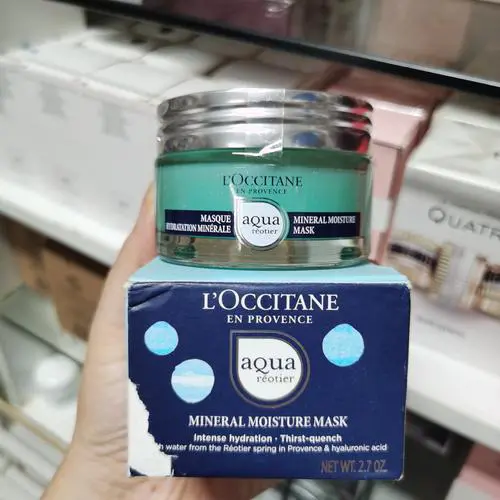 L'OCCITANE
EN PROVENCE
MASQUE
HYDRATATION MINÉRALE
aqua
réotier
MINERAL MOISTURE
MASK
QUATR
L'OCCITANE
EN PROVENCE
aqua
réotier
MINERAL MOISTURE MASK
Intense hydration · Thirst-quench
water from the Réotier spring in Provence & hyaluronic acid
NET WT. 2.7 OZ